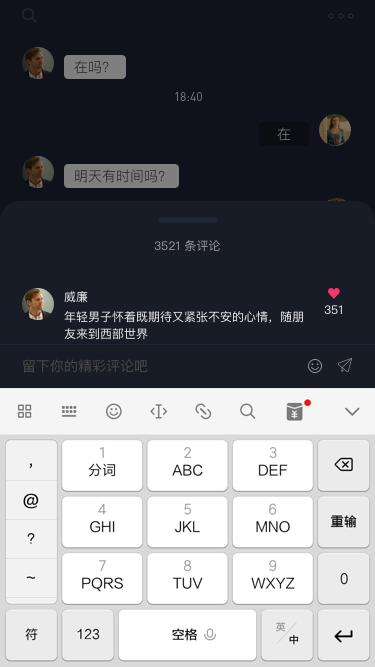 在吗？
18:40
在
明天有时间吗？
3521 条评论
威廉
年轻男子怀着既期待又紧张不安的心情，随朋
友来到西部世界
351
留下你的精彩评论吧
，
@
?
~
1
分词
2
ABC
3
DEF
4
GHI
5
JKL
6
MNO
重输
7
PQRS
8
TUV
9
WXYZ
0
符
123
空格
英/中